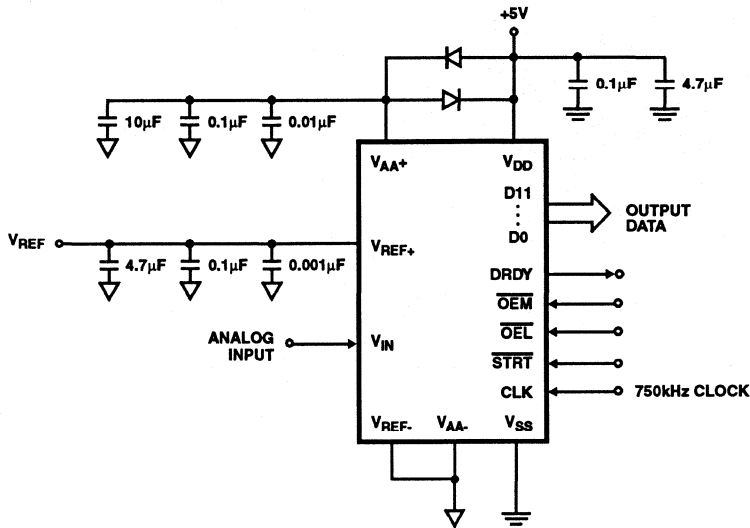 +5V
0.1µF
4.7µF
10µF
0.1µF
0.01µF
VAA+
VDD
D11
D0
OUTPUT
DATA
VREF
4.7µF
0.1µF
0.001µF
VREF+
DRDY
OEM
OEL
ANALOG
INPUT
VIN
STRT
CLK
750kHz CLOCK
VREF-
VAA-
VSS